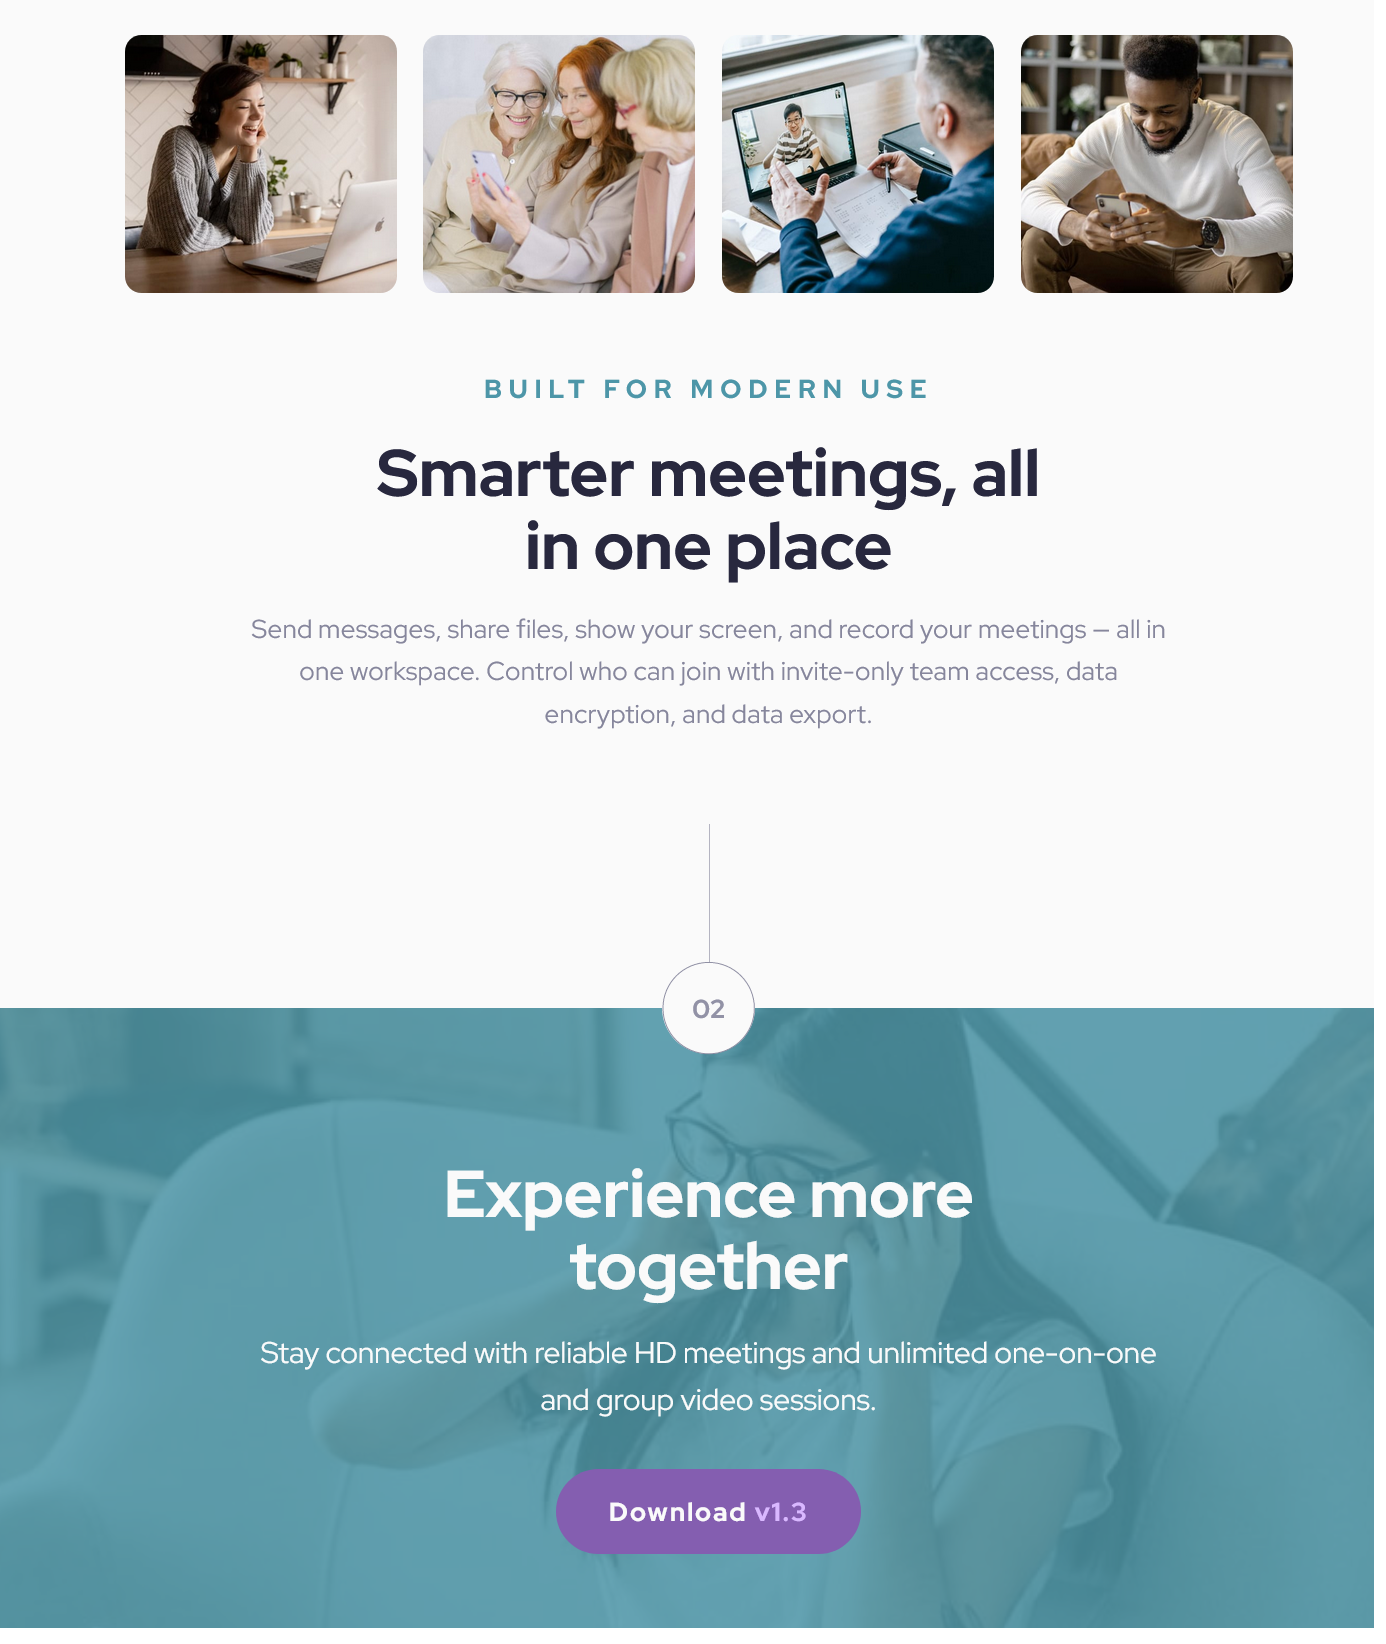 BUILT FOR MODERN USE
Smarter meetings, all
in one place
Send messages, share files, show your screen, and record your meetings — all in
one workspace. Control who can join with invite-only team access, data
encryption, and data export.
02
Experience more
together
Stay connected with reliable HD meetings and unlimited one-on-one
and group video sessions.
Download v1.3